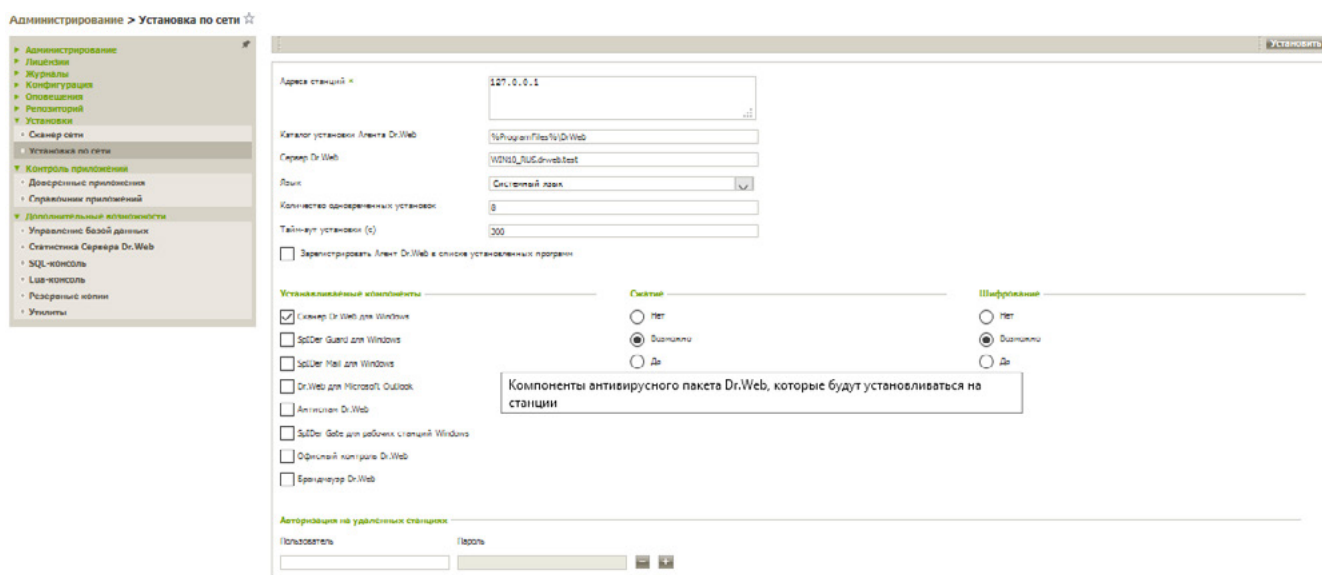 Администрирование > Установка по сети
Установить
Администрирование
Лицензии
Журналы
Конфигурация
Оповещения
Репозиторий
Установки
Сканер сети
Установка по сети
Контроль приложений
Доверенные приложения
Справочник приложений
Дополнительные возможности
Управление базой данных
Статистика Сервера Dr.Web
SQL-консоль
Lua-консоль
Резервные копии
Утилиты
Адреса станций *
127.0.0.1
Каталог установки Агента Dr.Web
%ProgramFiles%\DrWeb
Сервер Dr.Web
WIN10_RUS.drweb.test
Язык
Системный язык
Количество одновременных установок
8
Тайм-аут установки (с)
300
Зарегистрировать Агент Dr.Web в списке установленных программ
Устанавливаемые компоненты
Сканер Dr.Web для Windows
SpIDer Guard для Windows
SpIDer Mail для Windows
Dr.Web для Microsoft Outlook
Антиспам Dr.Web
SpIDer Gate для рабочих станций Windows
Офисный контроль Dr.Web
Брандмауэр Dr.Web
Сжатие
Нет
Возможно
Да
Шифрование
Нет
Возможно
Да
Компоненты антивирусного пакета Dr.Web, которые будут установливаться на
станции
Авторизация на удаленных станциях
Пользователь
Пароль